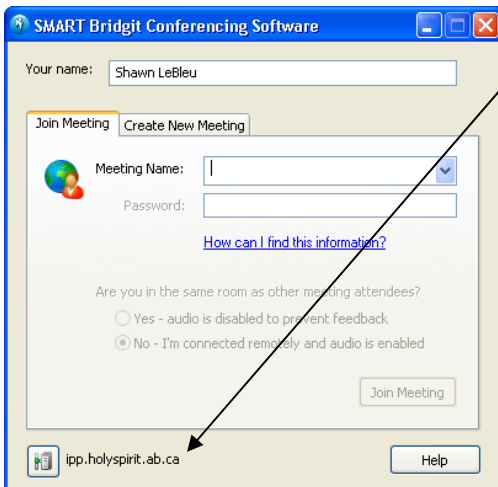 SMART Bridgit Conferencing Software
Your name: Shawn LeBleu
Join Meeting Create New Meeting
Meeting Name:
Password:
How can I find this information?
Are you in the same room as other meeting attendees?
Yes - audio is disabled to prevent feedback
No - I'm connected remotely and audio is enabled
Join Meeting
ipp.holyspirit.ab.ca Help